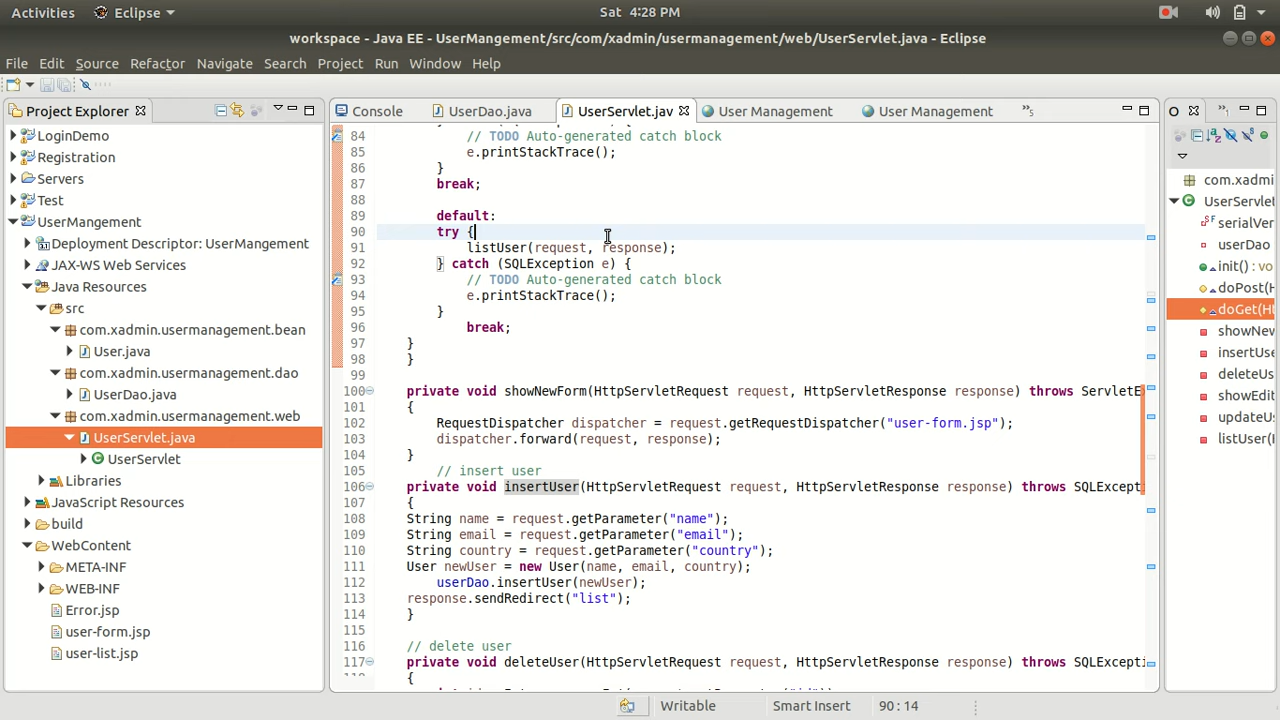 Activities Eclipse Sat 4:28 PM
workspace - Java EE - UserMangement/src/com/xadmin/usermanagement/web/UserServlet.java - Eclipse
File Edit Source Refactor Navigate Search Project Run Window Help
Project Explorer
LoginDemo
Registration
Servers
Test
UserMangement
Deployment Descriptor: UserMangement
JAX-WS Web Services
Java Resources
src
com.xadmin.usermanagement.bean
User.java
com.xadmin.usermanagement.dao
UserDao.java
com.xadmin.usermanagement.web
UserServlet.java
UserServlet
Libraries
JavaScript Resources
build
WebContent
META-INF
WEB-INF
Error.jsp
user-form.jsp
user-list.jsp
Console UserDao.java UserServlet.jav User Management User Management »5
84 // TODO Auto-generated catch block
85 e.printStackTrace();
86 }
87 break;
88
89 default:
90 try {
91 listUser(request, response);
92 } catch (SQLException e) {
93 // TODO Auto-generated catch block
94 e.printStackTrace();
95 }
96 break;
97 }
98 }
99
100 private void showNewForm(HttpServletRequest request, HttpServletResponse response) throws ServletE
101 {
102 RequestDispatcher dispatcher = request.getRequestDispatcher("user-form.jsp");
103 dispatcher.forward(request, response);
104 }
105 // insert user
106 private void insertUser(HttpServletRequest request, HttpServletResponse response) throws SQLExcepti
107 {
108 String name = request.getParameter("name");
109 String email = request.getParameter("email");
110 String country = request.getParameter("country");
111 User newUser = new User(name, email, country);
112 userDao.insertUser(newUser);
113 response.sendRedirect("list");
114 }
115
116 // delete user
117 private void deleteUser(HttpServletRequest request, HttpServletResponse response) throws SQLExcepti
{
O »1
com.xadmin
UserServlet
serialVer
userDao
init() : vo
doPost(H
doGet(Ht
showNew
insertUse
deleteUs
showEdit
updateUs
listUser(H
Writable Smart Insert 90 : 14